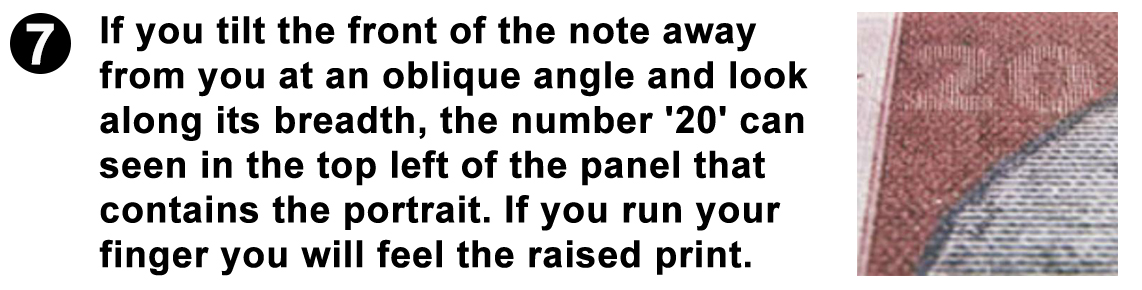 7 If you tilt the front of the note away
from you at an oblique angle and look
along its breadth, the number '20' can
seen in the top left of the panel that
contains the portrait. If you run your
finger you will feel the raised print.
20